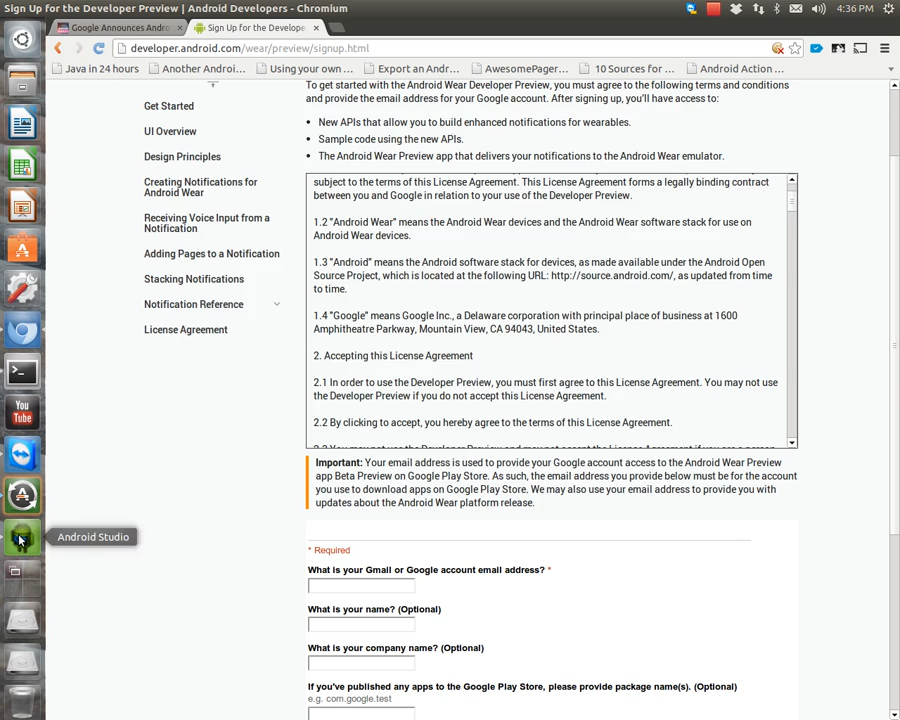 Sign Up for the Developer Preview | Android Developers - Chromium
4:36 PM
Google Announces Androi
Sign Up for the Develope
developer.android.com/wear/preview/signup.html
Java in 24 hours
Another Androi...
Using your own ...
Export an Andr...
AwesomePager...
10 Sources for ...
Android Action ...
Get Started
UI Overview
Design Principles
Creating Notifications for
Android Wear
Receiving Voice Input from a
Notification
Adding Pages to a Notification
Stacking Notifications
Notification Reference
License Agreement
To get started with the Android Wear Developer Preview, you must agree to the following terms and conditions
and provide the email address for your Google account. After signing up, you'll have access to:
• New APIs that allow you to build enhanced notifications for wearables.
• Sample code using the new APIs.
• The Android Wear Preview app that delivers your notifications to the Android Wear emulator.
subject to the terms of this License Agreement. This License Agreement forms a legally binding contract
between you and Google in relation to your use of the Developer Preview.
1.2 "Android Wear" means the Android Wear devices and the Android Wear software stack for use on
Android Wear devices.
1.3 "Android" means the Android software stack for devices, as made available under the Android Open
Source Project, which is located at the following URL: http://source.android.com/, as updated from time
to time.
1.4 "Google" means Google Inc., a Delaware corporation with principal place of business at 1600
Amphitheatre Parkway, Mountain View, CA 94043, United States.
2. Accepting this License Agreement
2.1 In order to use the Developer Preview, you must first agree to this License Agreement. You may not use
the Developer Preview if you do not accept this License Agreement.
2.2 By clicking to accept, you hereby agree to the terms of this License Agreement.
Important: Your email address is used to provide your Google account access to the Android Wear Preview
app Beta Preview on Google Play Store. As such, the email address you provide below must be for the account
you use to download apps on Google Play Store. We may also use your email address to provide you with
updates about the Android Wear platform release.
* Required
What is your Gmail or Google account email address? *
What is your name? (Optional)
What is your company name? (Optional)
If you've published any apps to the Google Play Store, please provide package name(s). (Optional)
e.g. com.google.test
You
Tube
Android Studio